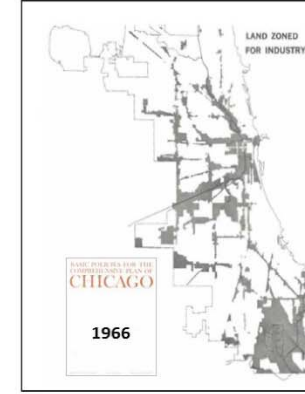 LAND ZONED
FOR INDUSTRY
BASIC POLICIES FOR THE
COMPREHENSIVE PLAN OF
CHICAGO
1966